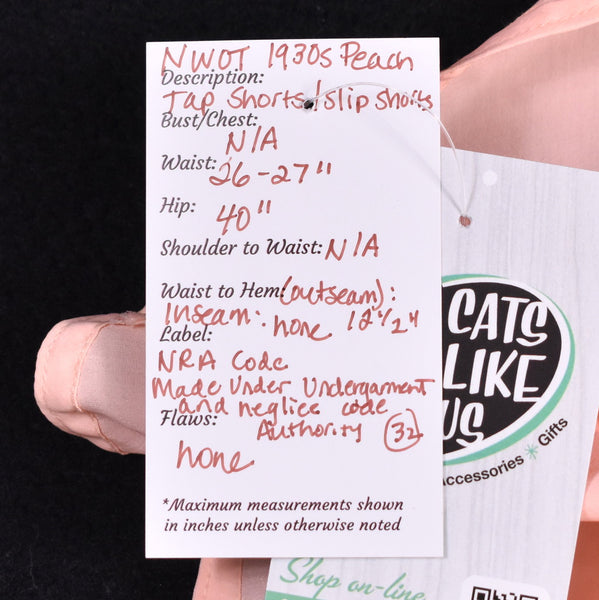 NWOT 1930s Peach
Description:
Tap Shorts/slip shorts
Bust/Chest:
N/A
Waist: 26-27"
Hip: 40"
Shoulder to Waist: N/A
Waist to Hem: (outseam):
Inseam: none 12 1/2"
Label:
NRA Code
Made Under Undergarment
and neglice code
Flaws: Authority (32)
none
*Maximum measurements shown
in inches unless otherwise noted
CATS
LIKE
US
Accessories * Gifts
Shop on-line